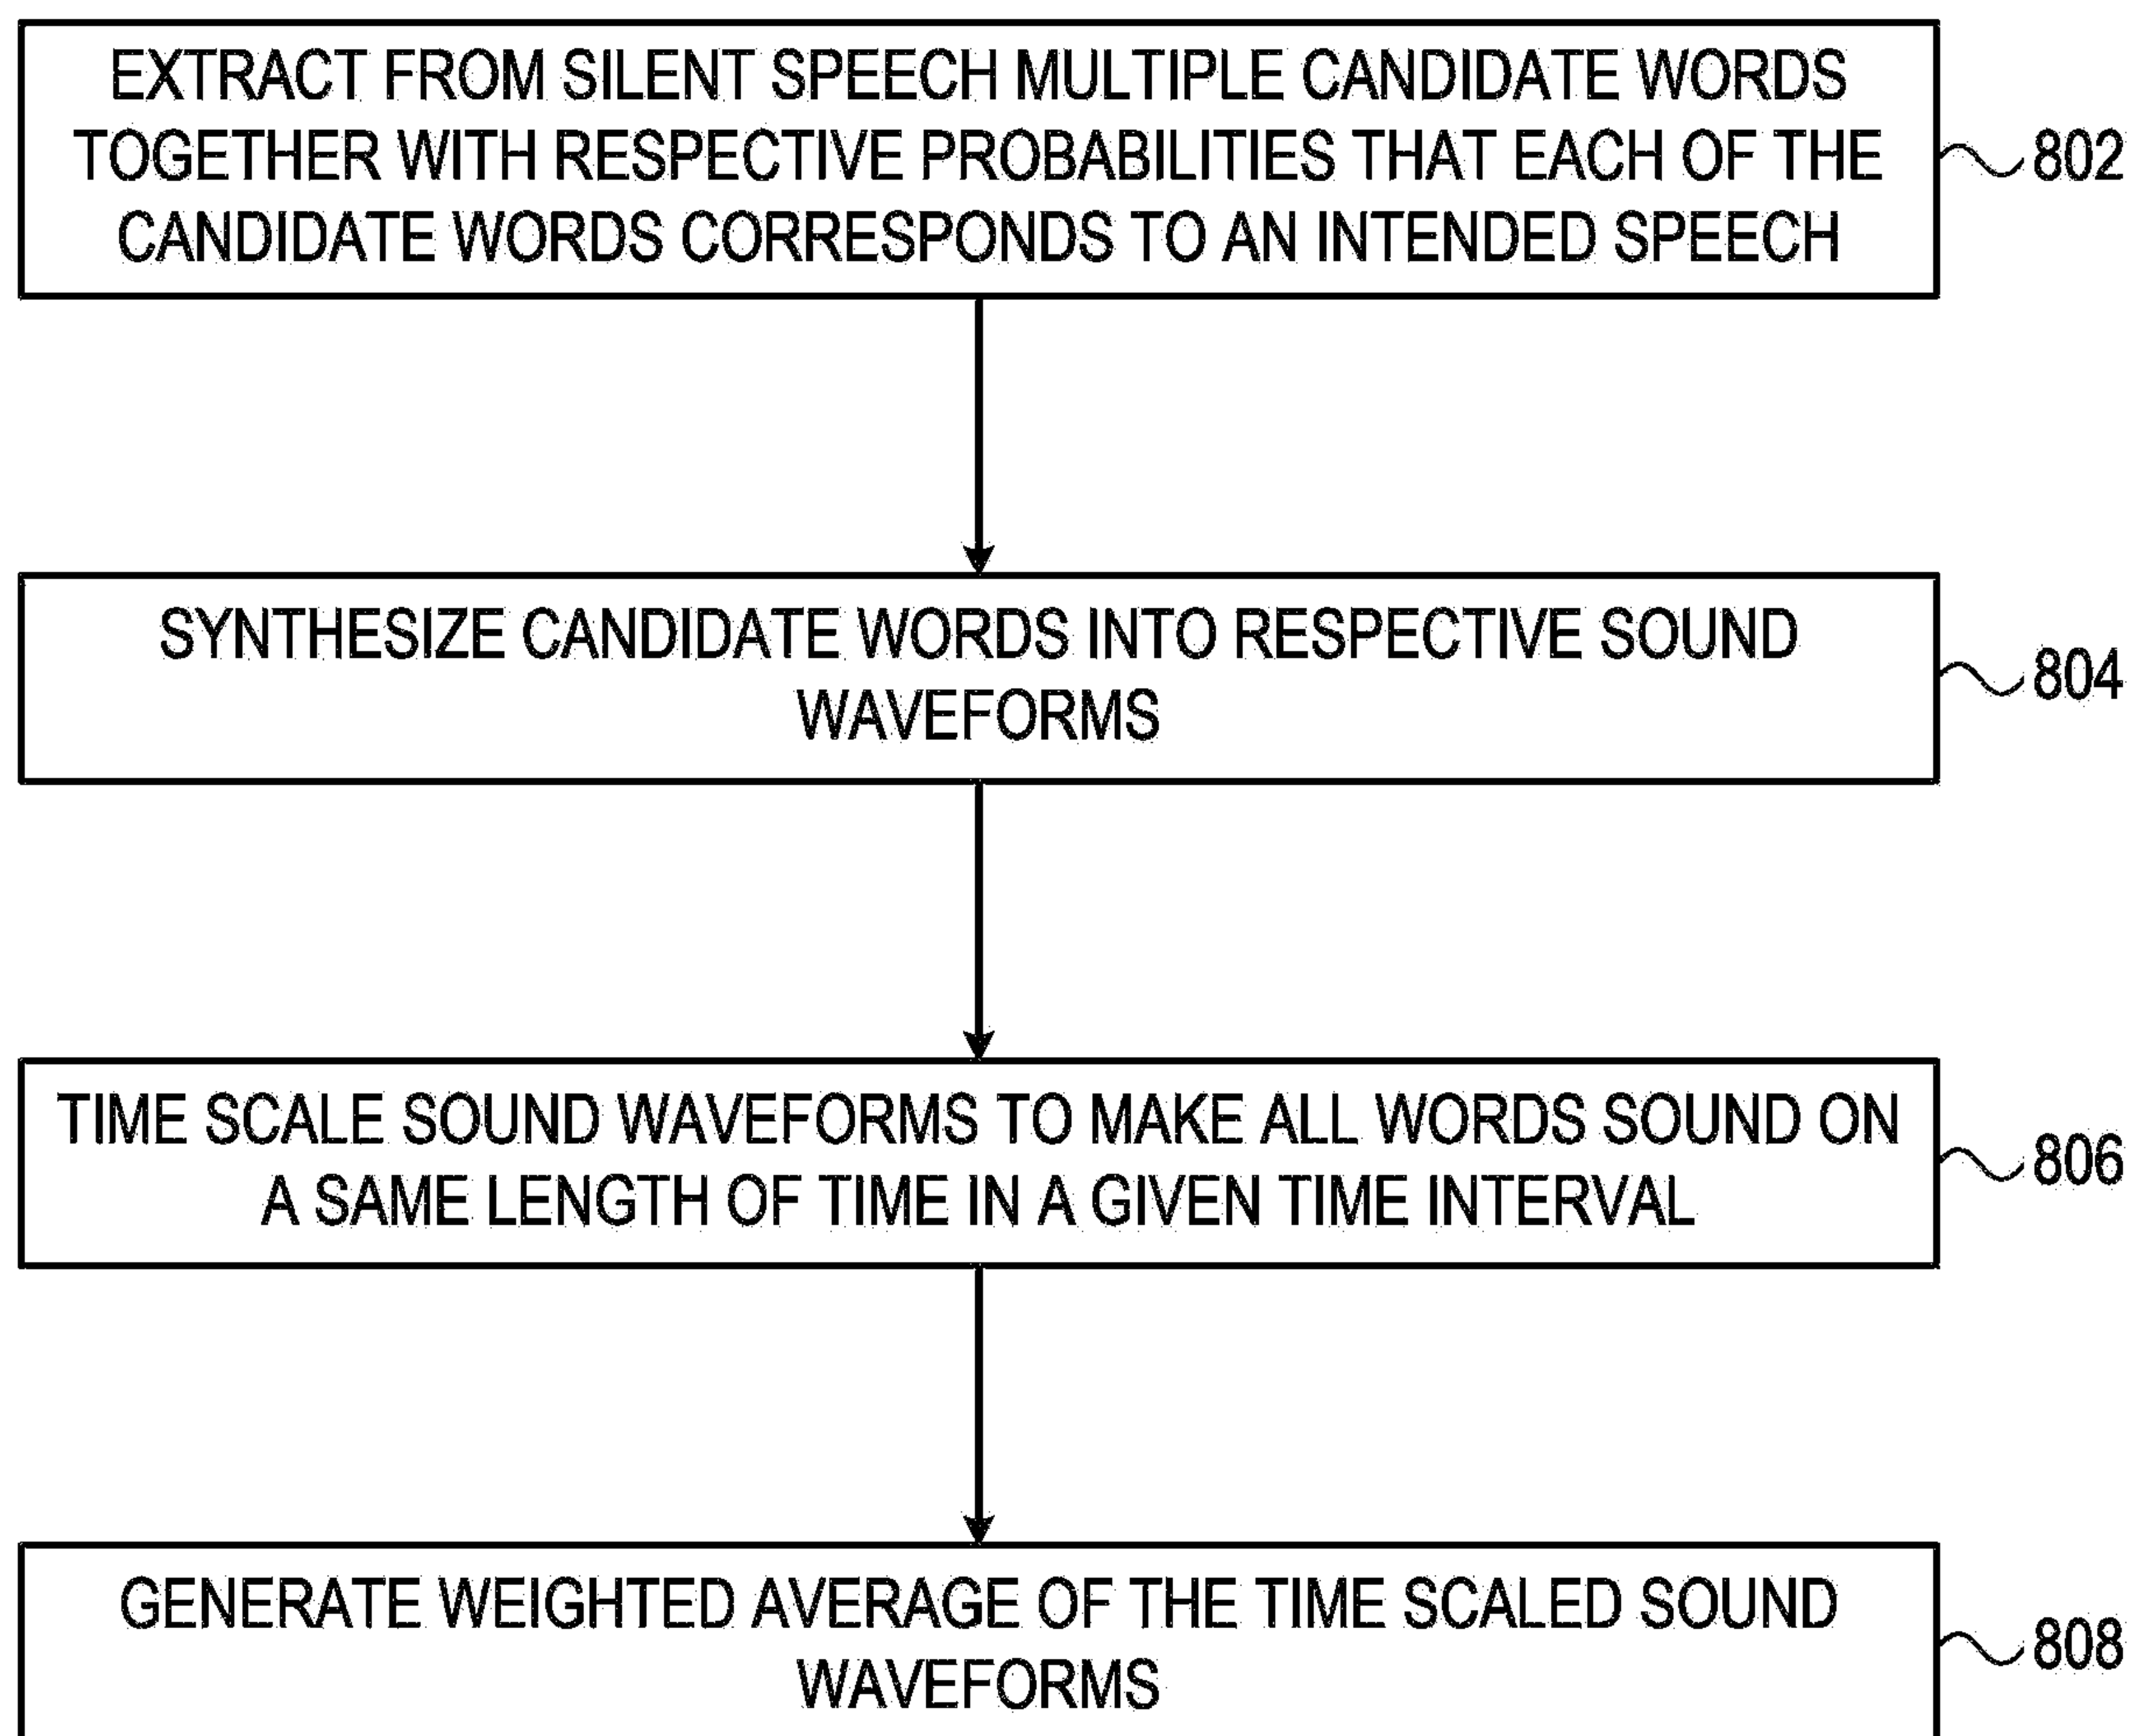 EXTRACT FROM SILENT SPEECH MULTIPLE CANDIDATE WORDS
TOGETHER WITH RESPECTIVE PROBABILITIES THAT EACH OF THE
CANDIDATE WORDS CORRESPONDS TO AN INTENDED SPEECH
802
SYNTHESIZE CANDIDATE WORDS INTO RESPECTIVE SOUND
WAVEFORMS
804
TIME SCALE SOUND WAVEFORMS TO MAKE ALL WORDS SOUND ON
A SAME LENGTH OF TIME IN A GIVEN TIME INTERVAL
806
GENERATE WEIGHTED AVERAGE OF THE TIME SCALED SOUND
WAVEFORMS
808